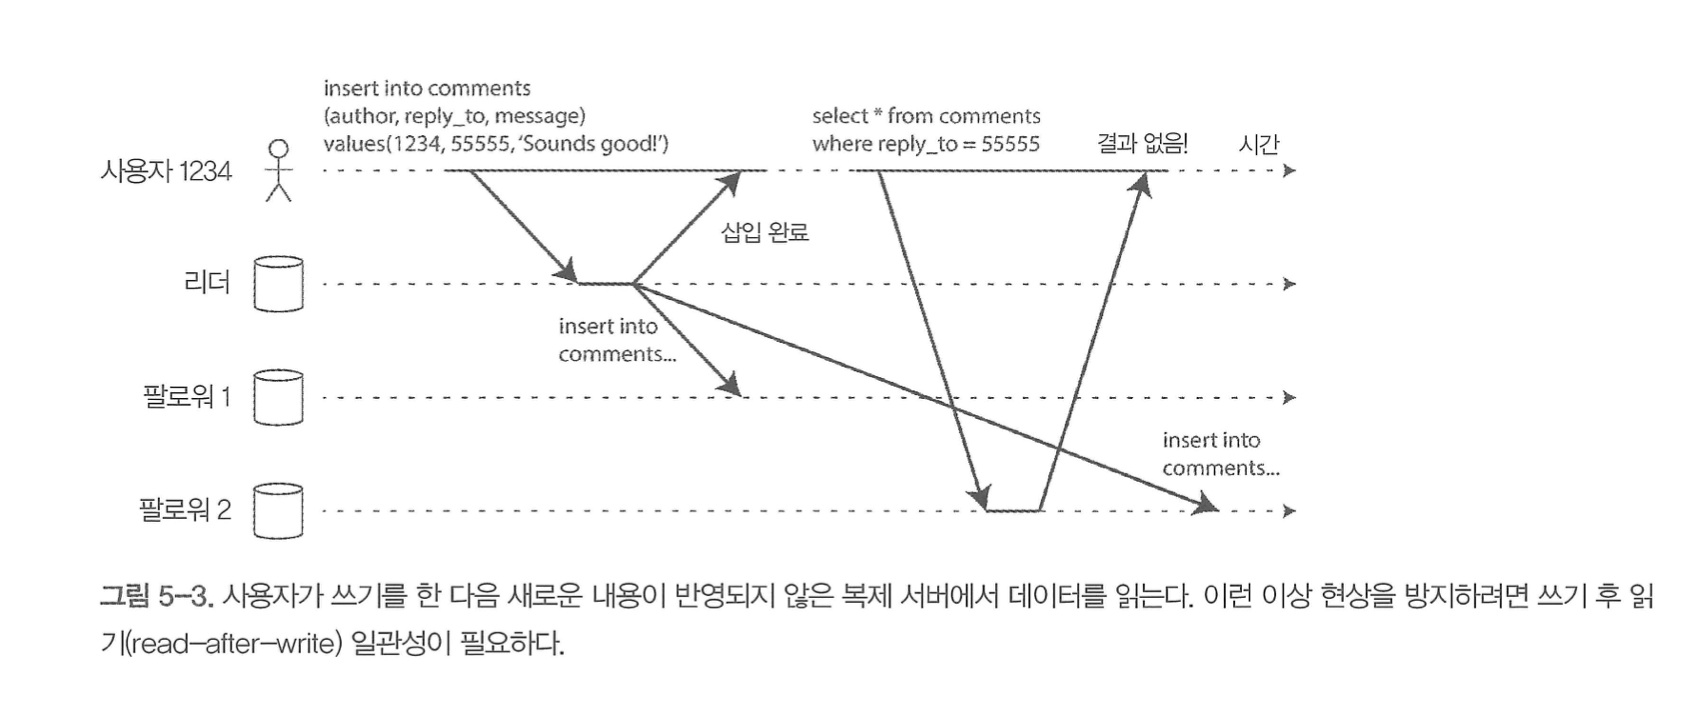 insert into comments
(author, reply_to, message)
values(1234, 55555, ‘Sounds good!’)
select * from comments
where reply_to = 55555
결과 없음!
시간
사용자 1234
삽입 완료
리더
insert into
comments...
팔로워 1
insert into
comments...
팔로워 2
그림 5–3. 사용자가 쓰기를 한 다음 새로운 내용이 반영되지 않은 복제 서버에서 데이터를 읽는다. 이런 이상 현상을 방지하려면 쓰기 후 읽
기(read–after–write) 일관성이 필요하다.